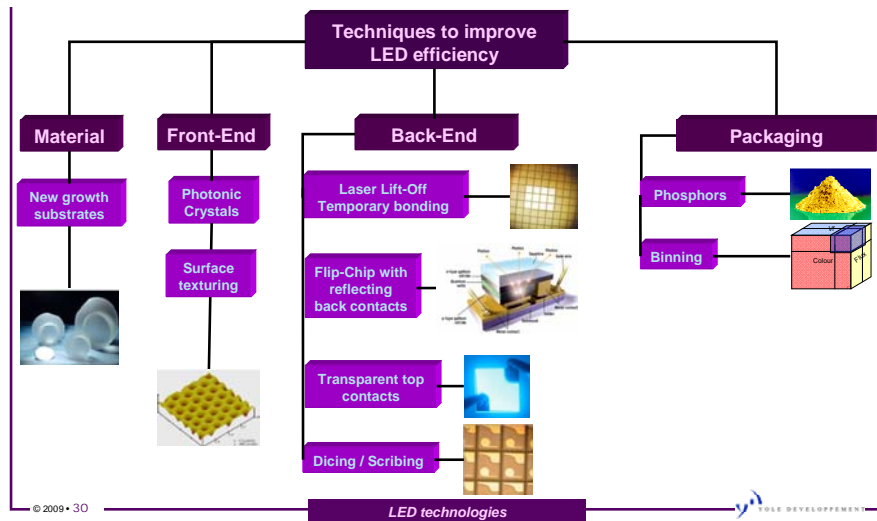 Techniques to improve
LED efficiency
Material
Front-End
Back-End
Packaging
New growth
substrates
Photonic
Crystals
Surface
texturing
Laser Lift-Off
Temporary bonding
Flip-Chip with
reflecting
back contacts
Transparent top
contacts
Dicing / Scribing
Phosphors
Binning
Colour
Flux
© 2009 • 30
LED technologies
YOLE DEVELOPPEMENT